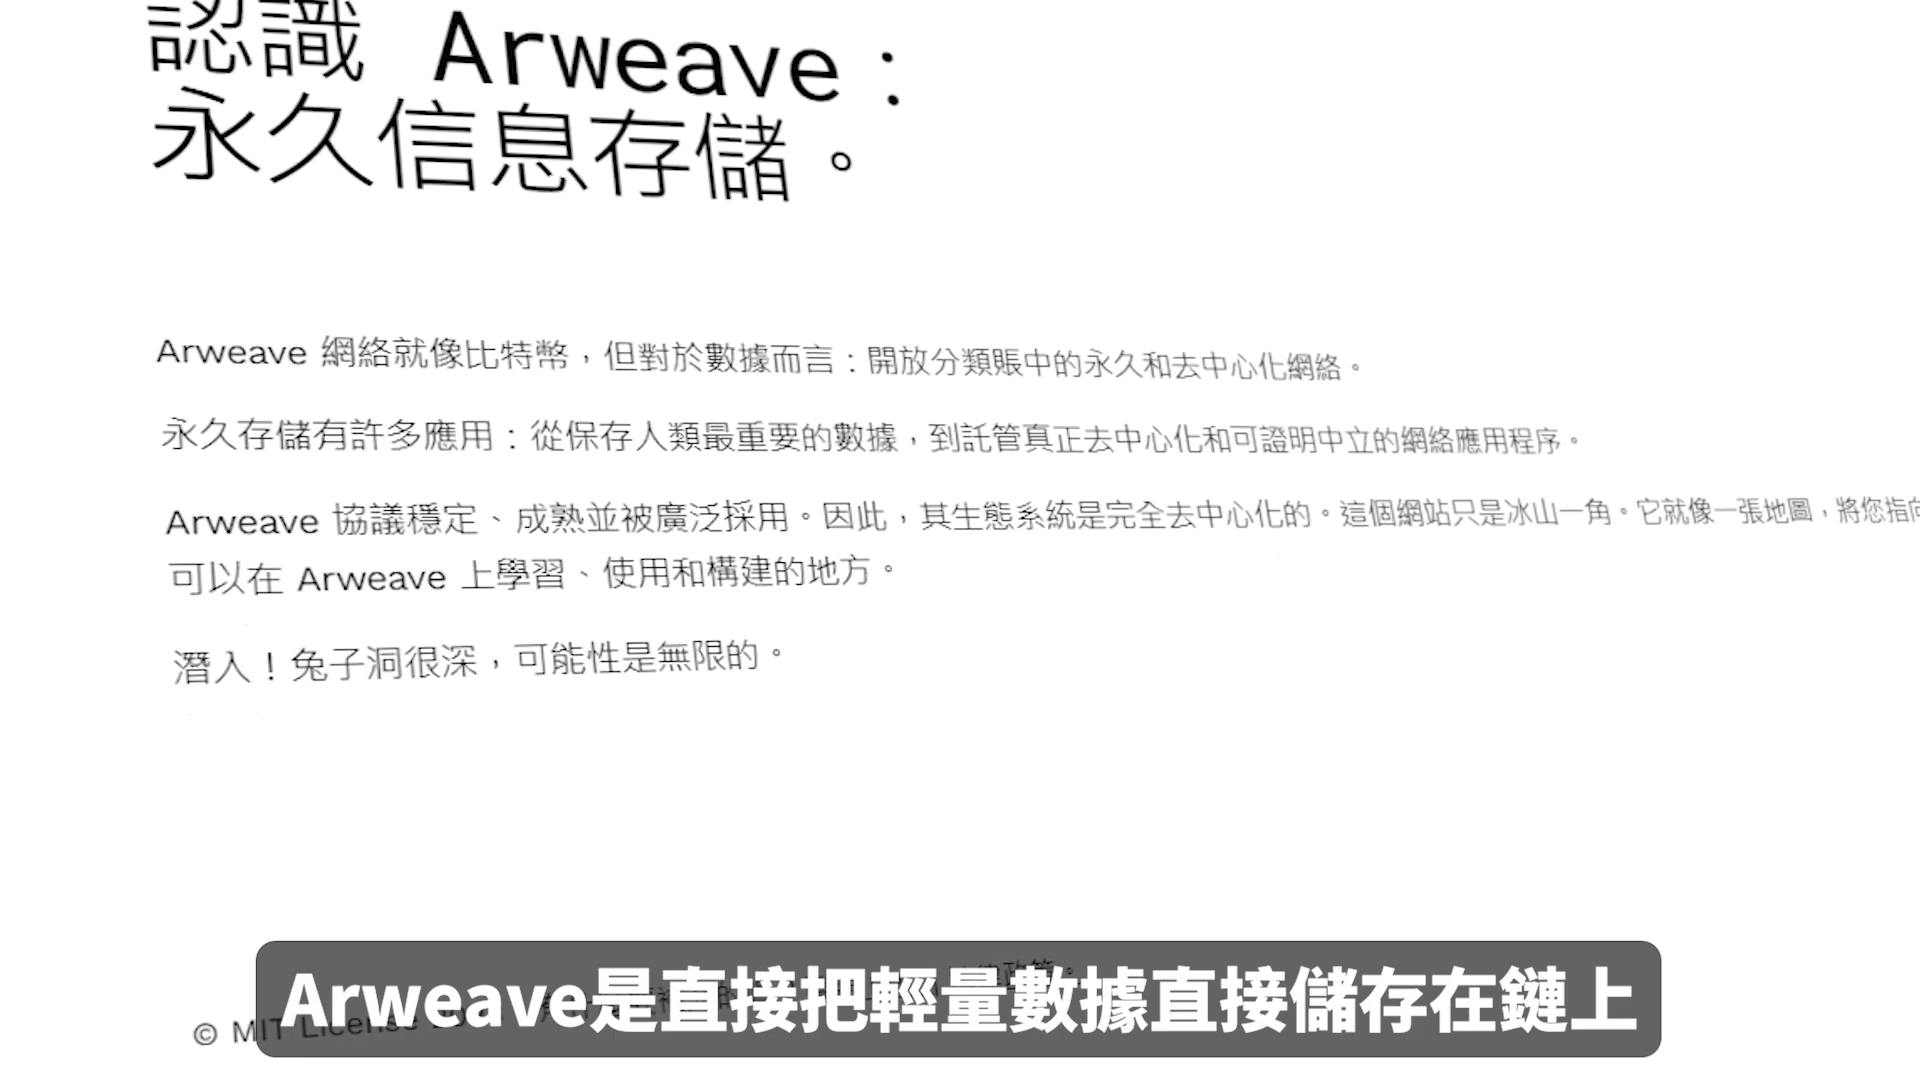 認識 Arweave：
永久信息存儲。
Arweave 網絡就像比特幣，但對於數據而言：開放分類賬中的永久和去中心化網絡。
永久存儲有許多應用：從保存人類最重要的數據，到託管真正去中心化和可證明中立的網絡應用程序。
Arweave 協議穩定、成熟並被廣泛採用。因此，其生態系統是完全去中心化的。這個網站只是冰山一角。它就像一張地圖，將您指向
可以在 Arweave 上學習、使用和構建的地方。
潛入！兔子洞很深，可能性是無限的。
© MIT License
Arweave是直接把輕量數據直接儲存在鏈上